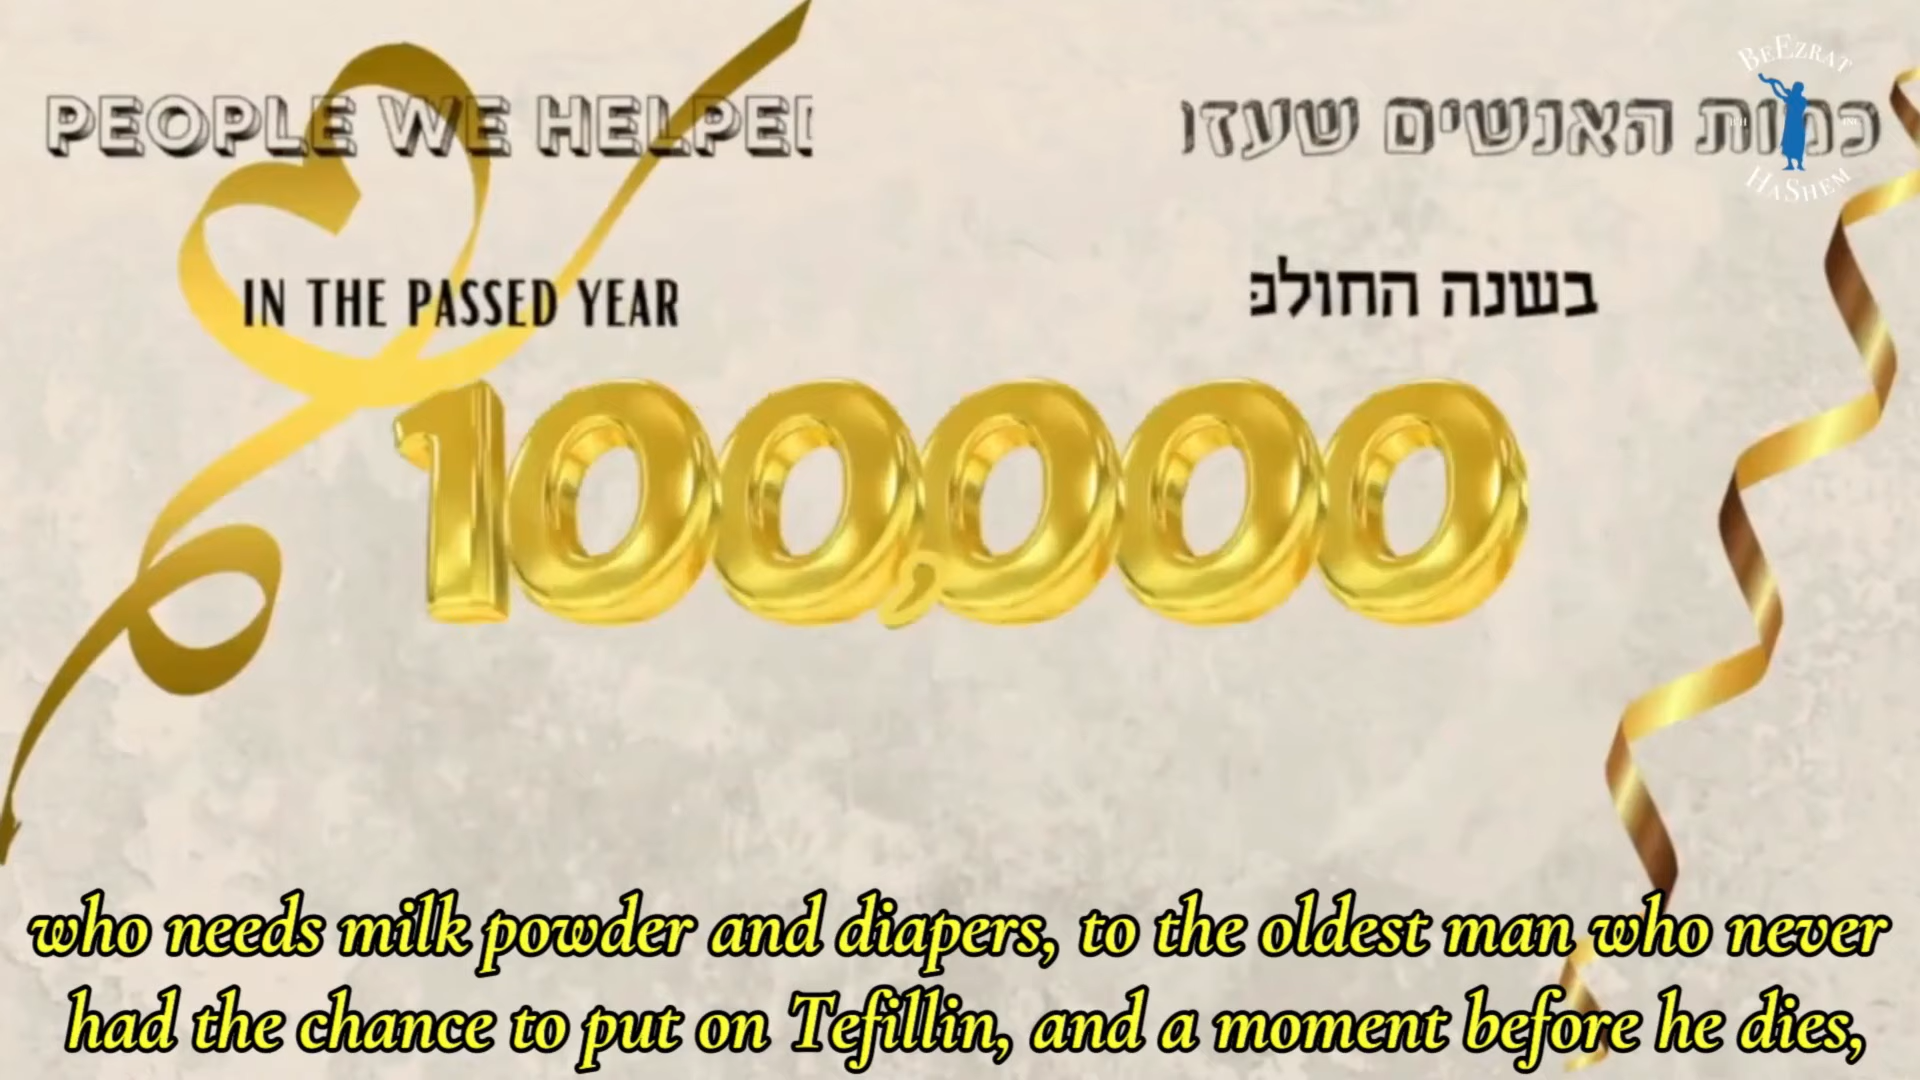 PEOPLE WE HELPED
כמות האנשים שעזר
BEEZRAT
HASHEM
IN THE PASSED YEAR
בשנה החולפ
100,000
who needs milk powder and diapers, to the oldest man who never
had the chance to put on Tefillin, and a moment before he dies,